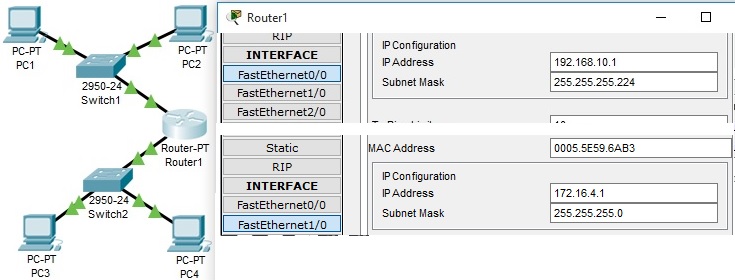 PC-PT
PC1
PC-PT
PC2
2950-24
Switch1
Router-PT
Router1
2950-24
Switch2
PC-PT
PC3
PC-PT
PC4
Router1
RIP
INTERFACE
FastEthernet0/0
FastEthernet1/0
FastEthernet2/0
IP Configuration
IP Address 192.168.10.1
Subnet Mask 255.255.255.224
Static
RIP
INTERFACE
FastEthernet0/0
FastEthernet1/0
MAC Address 0005.5E59.6AB3
IP Configuration
IP Address 172.16.4.1
Subnet Mask 255.255.255.0